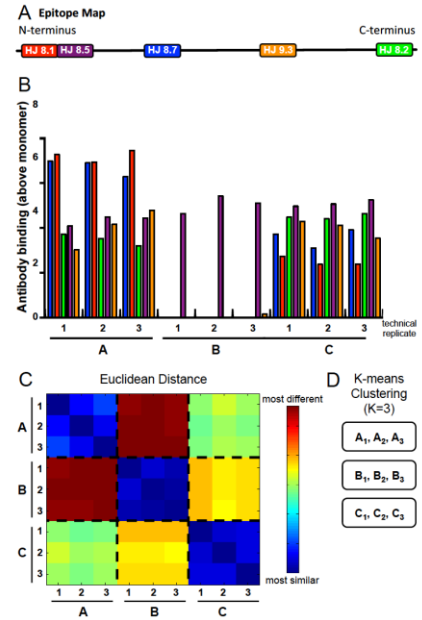 A Epitope Map
N-terminus C-terminus
HJ 8.1 HJ 8.5 HJ 8.7 HJ 9.3 HJ 8.2
B
Antibody binding (above monomer)
8
6
4
2
0
1 2 3 1 2 3 1 2 3 technical
replicate
A B C
C Euclidean Distance
most different
most similar
A
1
2
3
B
1
2
3
C
1
2
3
1 2 3 1 2 3 1 2 3
A B C
D K-means
Clustering
(K=3)
A1, A2, A3
B1, B2, B3
C1, C2, C3